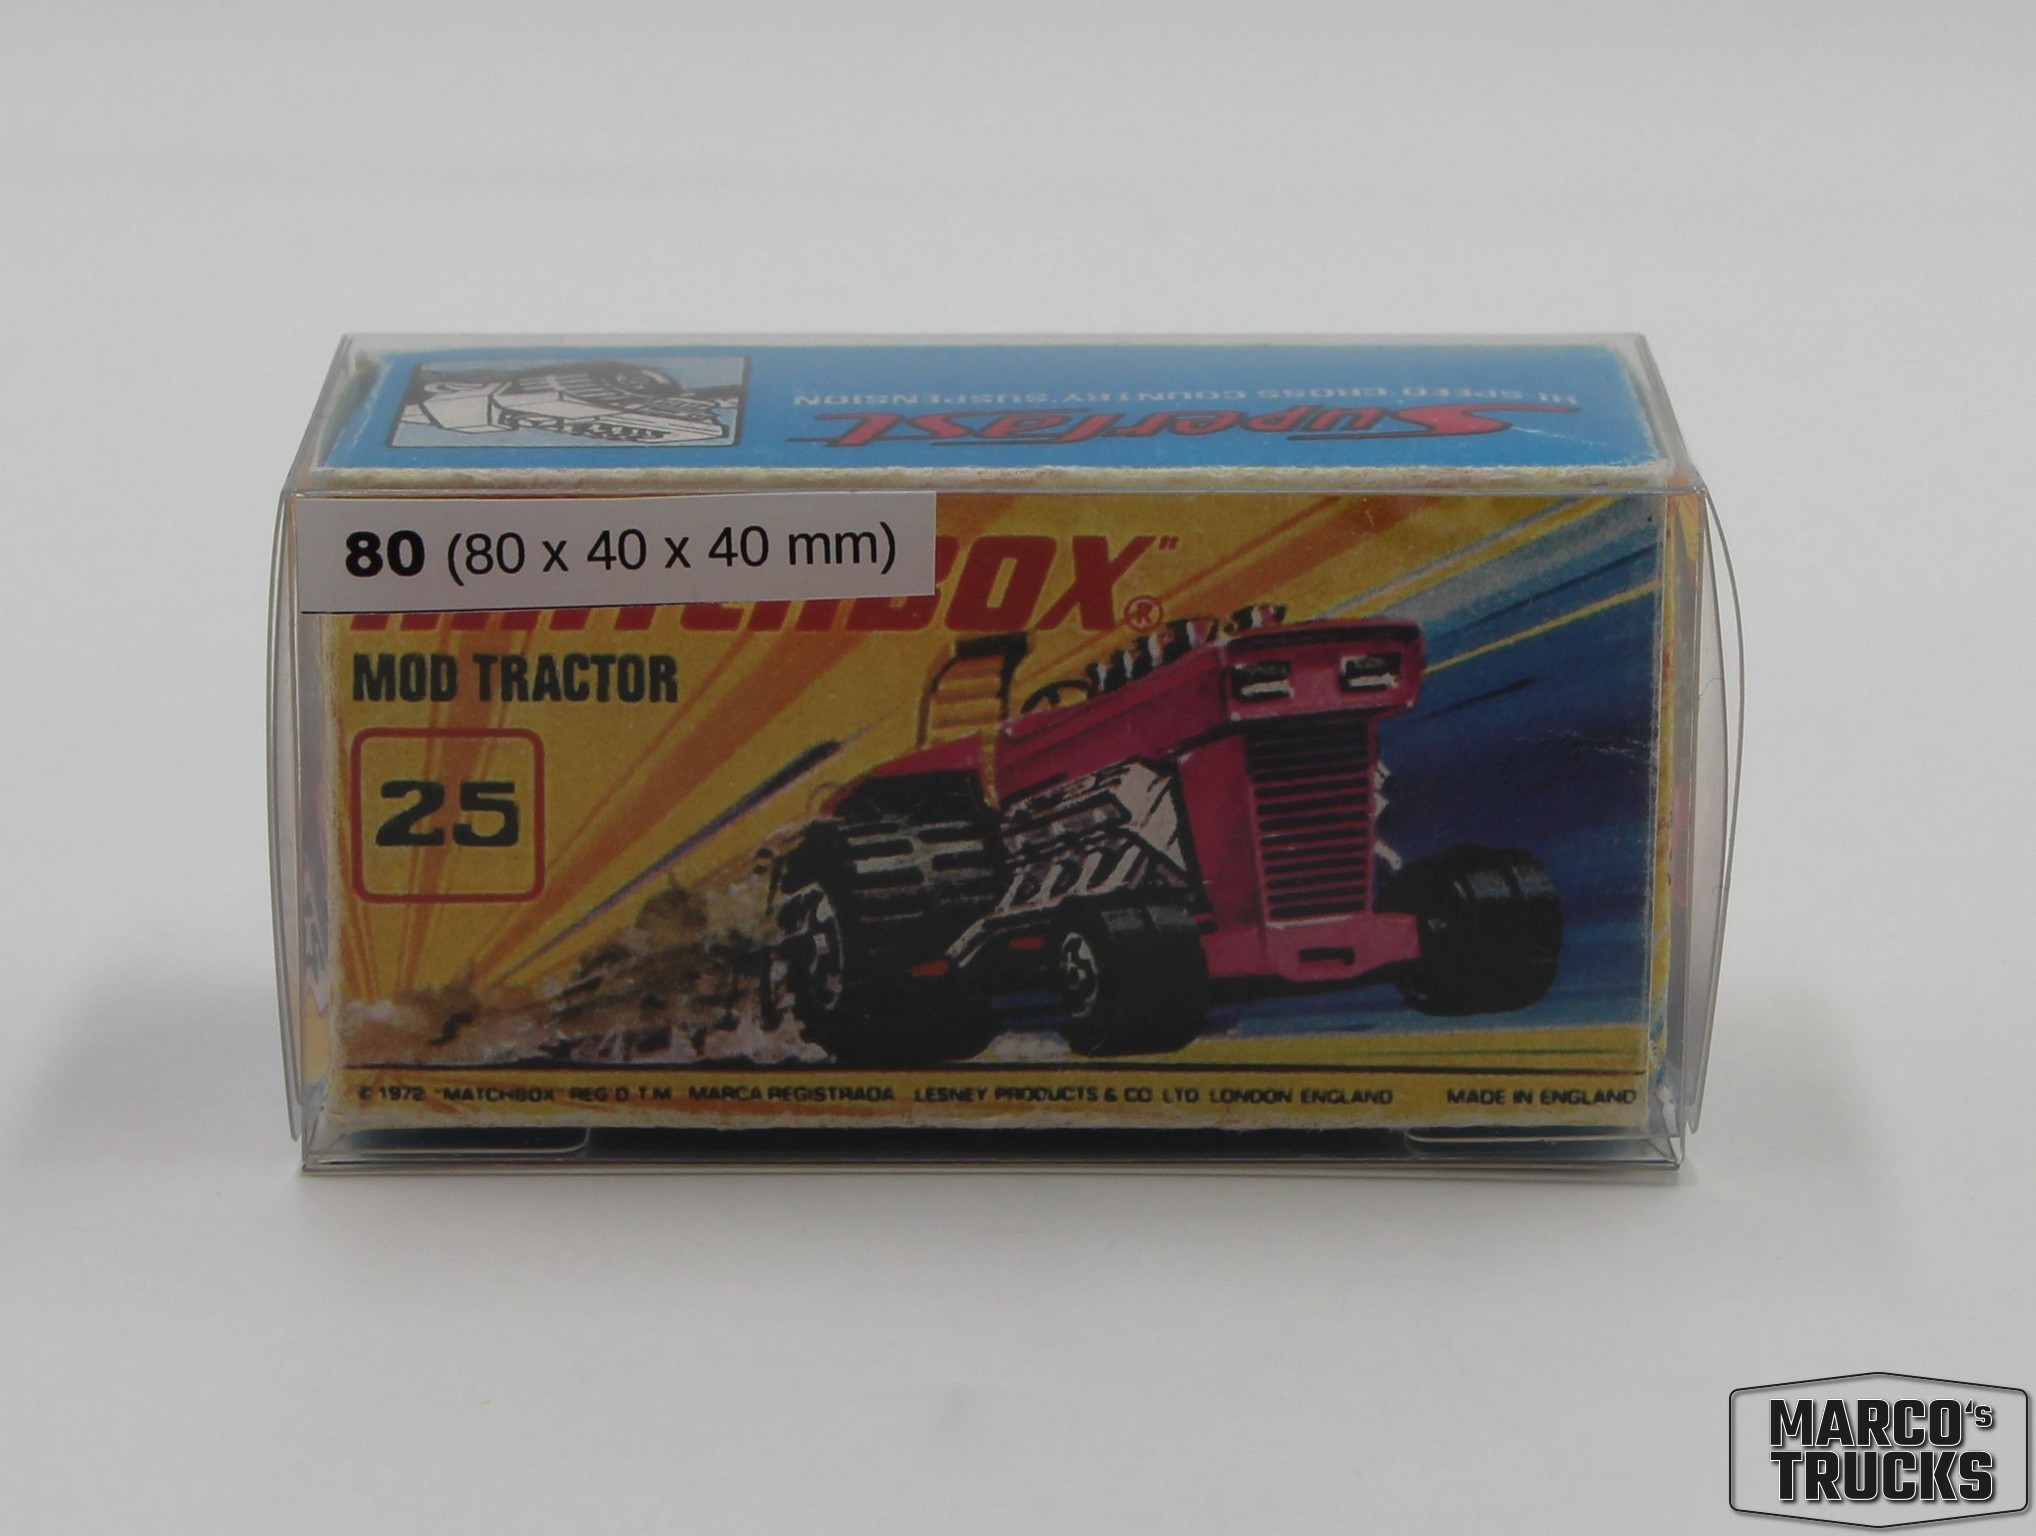 HI SPEED CROSS COUNTRY SUSPENSION
Superfast
80 (80 x 40 x 40 mm)
MATCHBOX"®
MOD TRACTOR
25
© 1972 "MATCHBOX" REG'D T.M. MARCA REGISTRADA LESNEY PRODUCTS & CO LTD LONDON ENGLAND MADE IN ENGLAND
MARCO's
TRUCKS